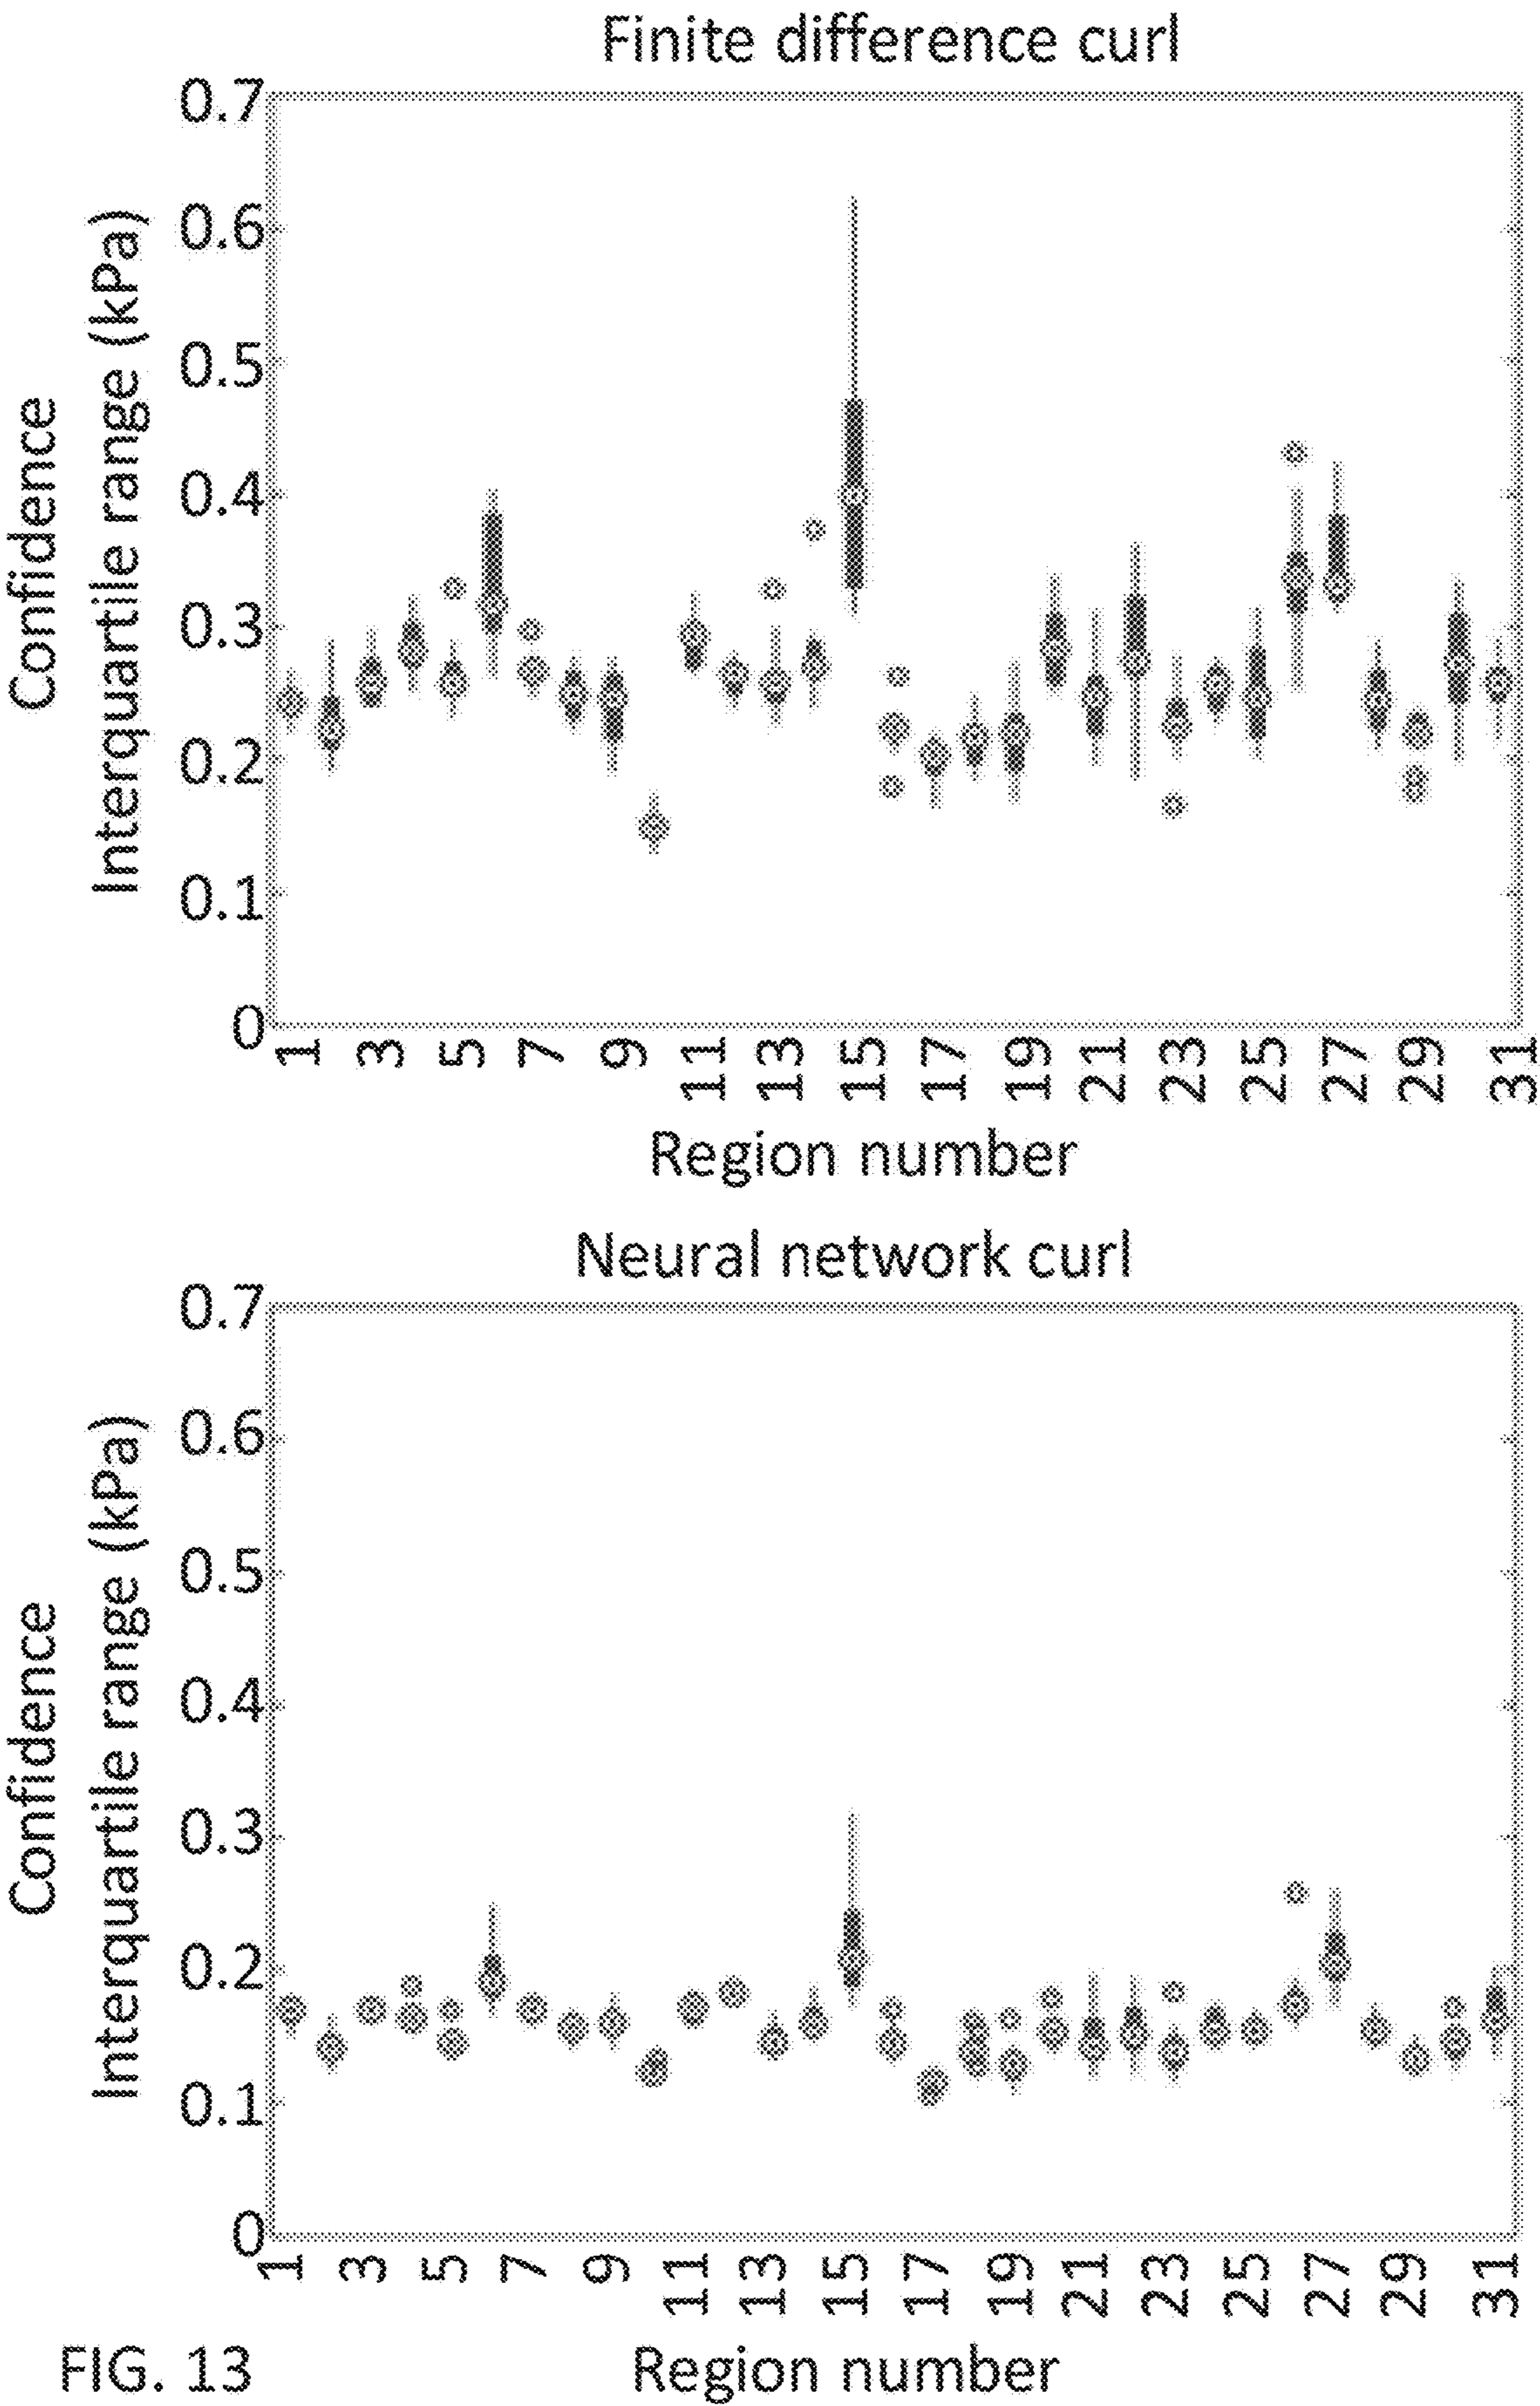 Finite difference curl
Confidence
Interquartile range (kPa)
0.7
0.6
0.5
0.4
0.3
0.2
0.1
0
1 3 5 7 9 11 13 15 17 19 21 23 25 27 29 31
Region number
Neural network curl
Confidence
Interquartile range (kPa)
0.7
0.6
0.5
0.4
0.3
0.2
0.1
0
1 3 5 7 9 11 13 15 17 19 21 23 25 27 29 31
Region number
FIG. 13